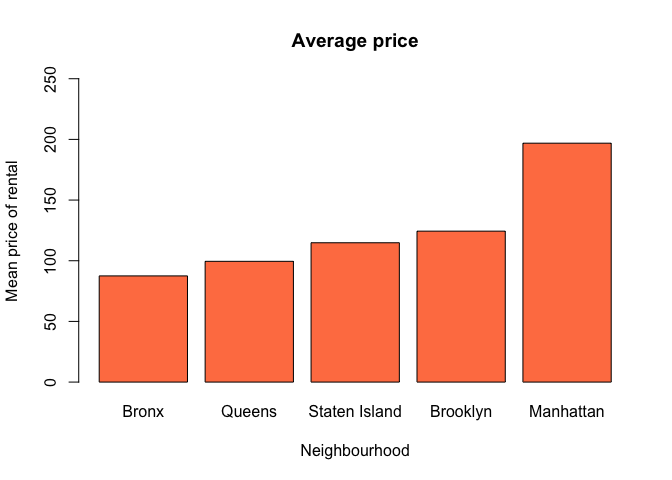 Average price
Mean price of rental
250
200
150
100
50
0
Bronx Queens Staten Island Brooklyn Manhattan
Neighbourhood